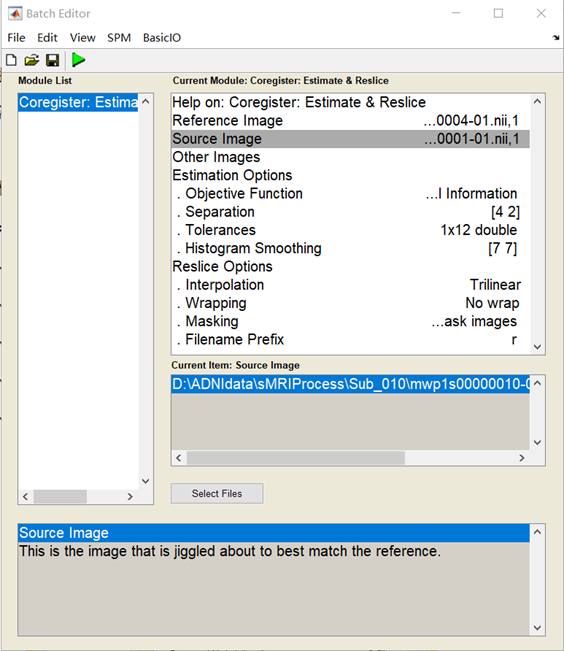 Batch Editor
File Edit View SPM BasicIO
Module List
Current Module: Coregister: Estimate & Reslice
Coregister: Estima
Help on: Coregister: Estimate & Reslice
Reference Image ...0004-01.nii,1
Source Image ...0001-01.nii,1
Other Images
Estimation Options
. Objective Function ...l Information
. Separation [4 2]
. Tolerances 1x12 double
. Histogram Smoothing [7 7]
Reslice Options
. Interpolation Trilinear
. Wrapping No wrap
. Masking ...ask images
. Filename Prefix r
Current Item: Source Image
D:\ADNIdata\sMRIProcess\Sub_010\mwp1s00000010-0
Select Files
Source Image
This is the image that is jiggled about to best match the reference.